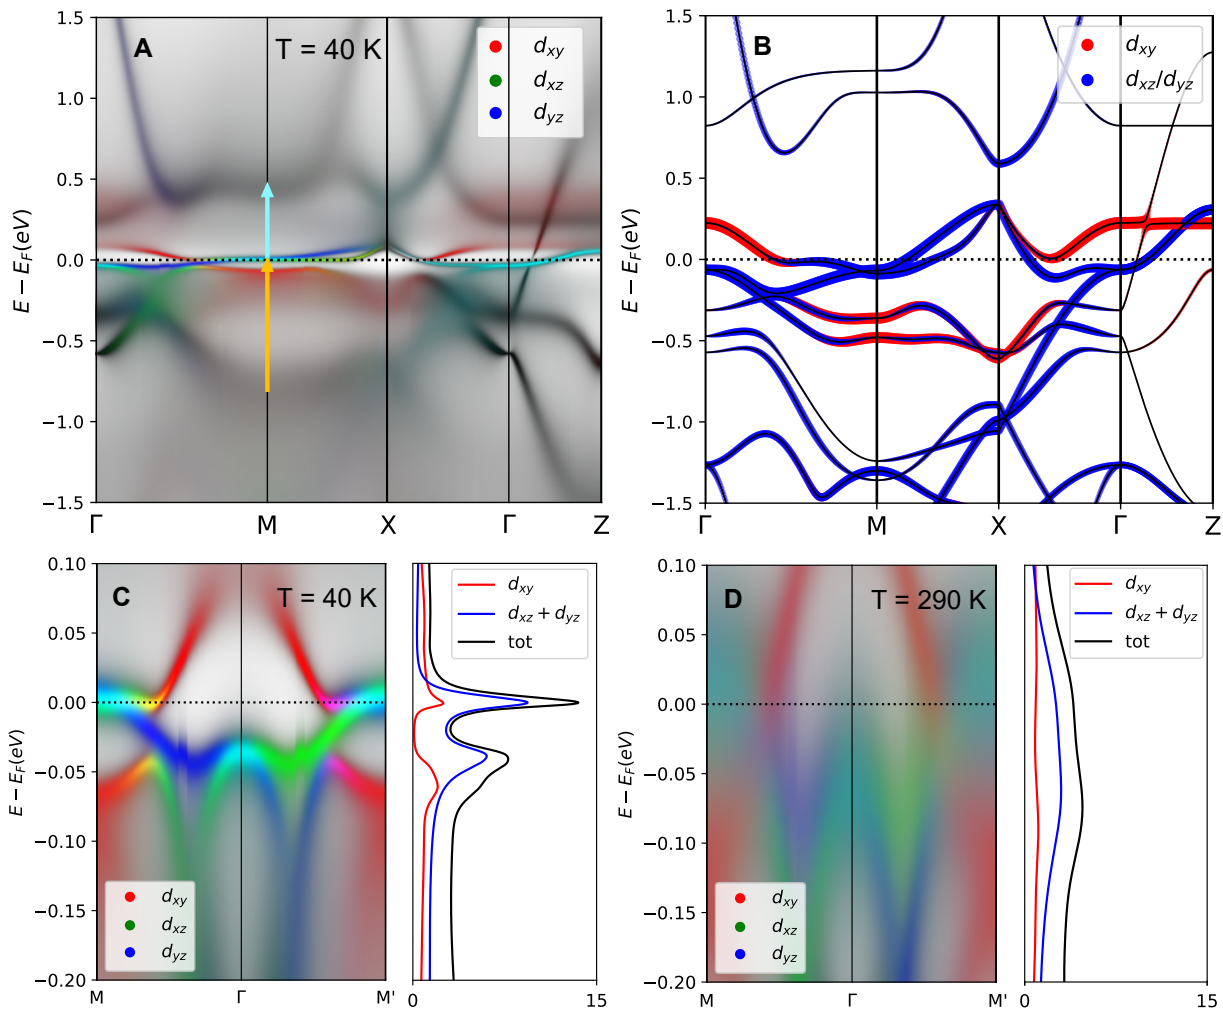 A
T = 40 K
d_xy
d_xz
d_yz
1.5
1.0
0.5
0.0
−0.5
−1.0
−1.5
E − E_F(eV)
Γ
M
X
Γ
Z
B
d_xy
d_xz/d_yz
1.5
1.0
0.5
0.0
−0.5
−1.0
−1.5
E − E_F(eV)
Γ
M
X
Γ
Z
C
T = 40 K
0.10
0.05
0.00
−0.05
−0.10
−0.15
−0.20
E − E_F(eV)
d_xy
d_xz
d_yz
M
Γ
M'
d_xy
d_xz + d_yz
tot
0
15
D
T = 290 K
0.10
0.05
0.00
−0.05
−0.10
−0.15
−0.20
E − E_F(eV)
d_xy
d_xz
d_yz
M
Γ
M'
d_xy
d_xz + d_yz
tot
0
15